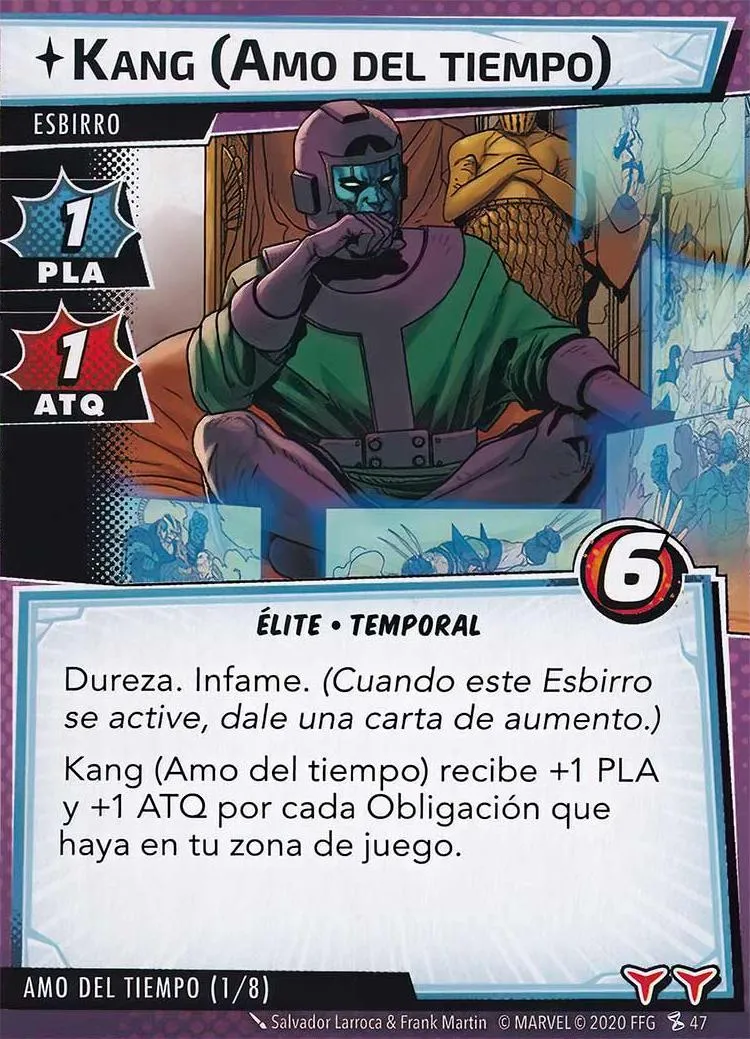 KANG (AMO DEL TIEMPO)
ESBIRRO
1
PLA
1
ATQ
6
ÉLITE • TEMPORAL
Dureza. Infame. (Cuando este Esbirro
se active, dale una carta de aumento.)
Kang (Amo del tiempo) recibe +1 PLA
y +1 ATQ por cada Obligación que
haya en tu zona de juego.
AMO DEL TIEMPO (1/8)
Salvador Larroca & Frank Martin © MARVEL © 2020 FFG 47